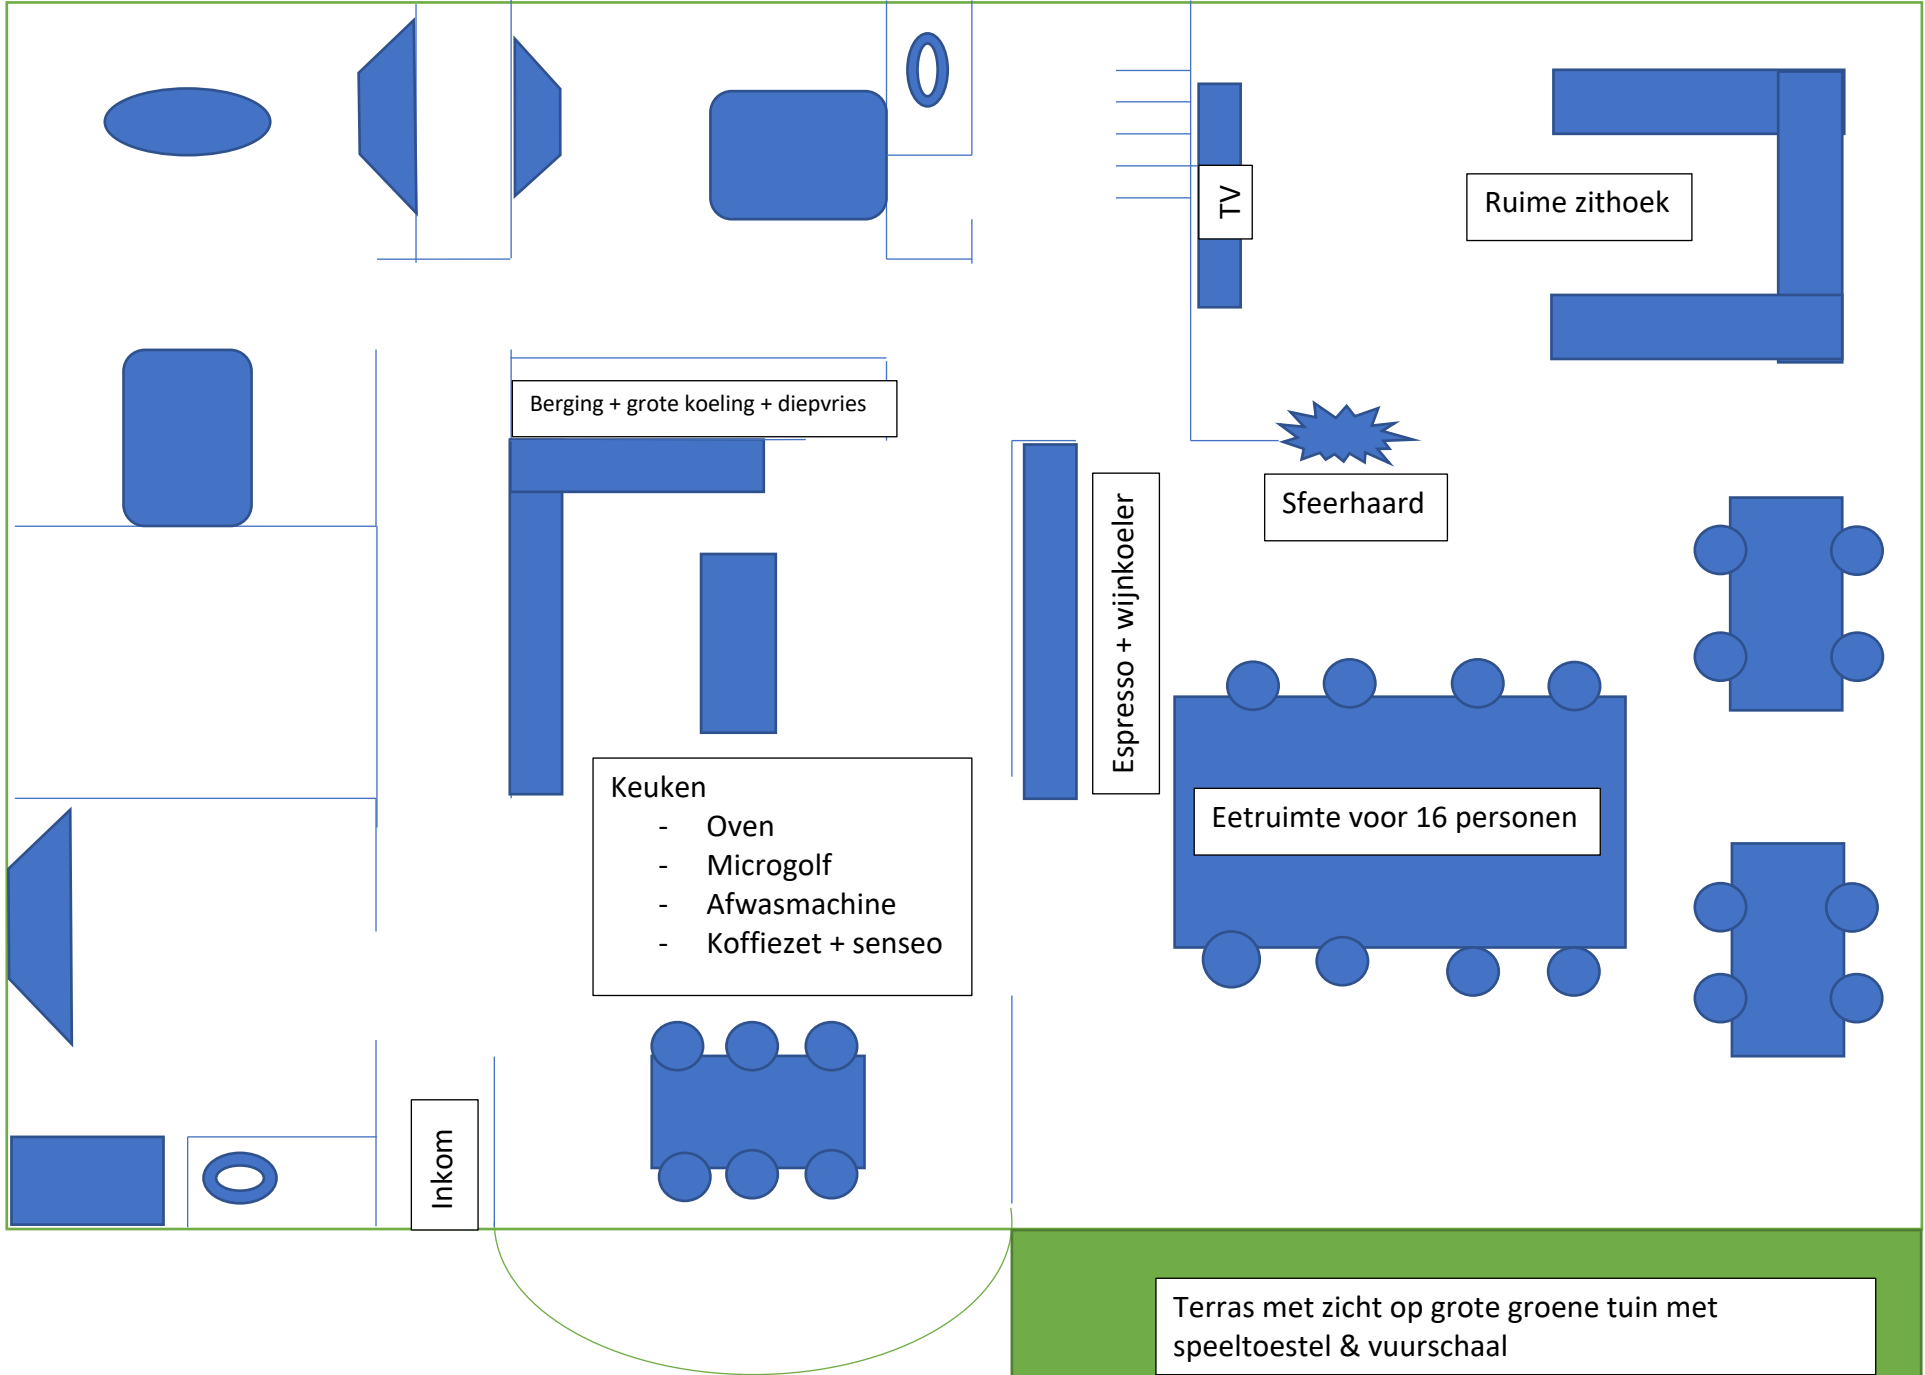 TV
Ruime zithoek
Berging + grote koeling + diepvries
Sfeerhaard
Espresso + wijnkoeler
Keuken
- Oven
- Microgolf
- Afwasmachine
- Koffiezet + senseo
Eetruimte voor 16 personen
Inkom
Terras met zicht op grote groene tuin met
speeltoestel & vuurschaal